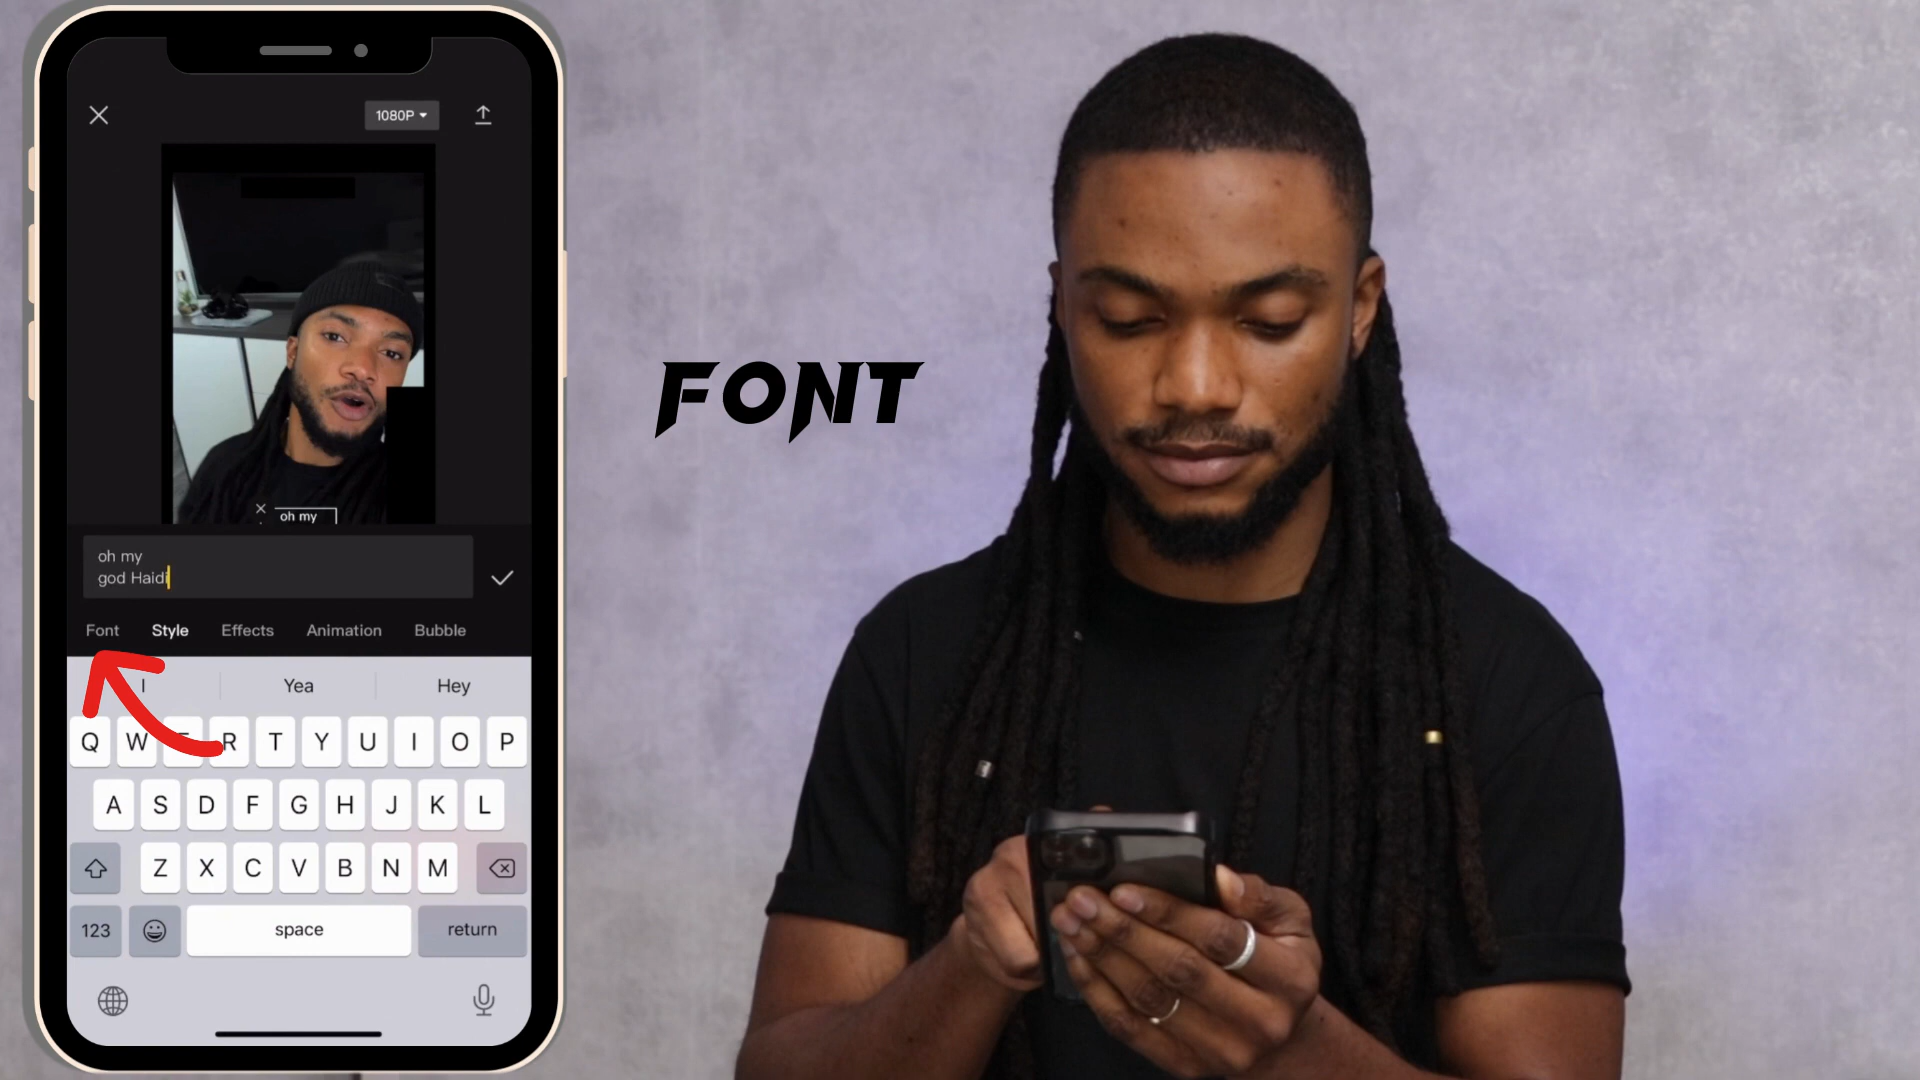 1080P
oh my
oh my
god Haidi
Font Style Effects Animation Bubble
I Yea Hey
Q W E R T Y U I O P
A S D F G H J K L
Z X C V B N M
123 space return
FONT